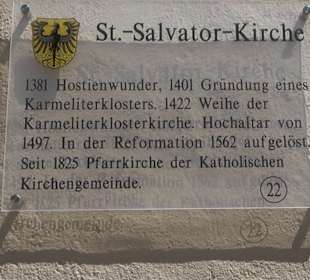 St.-Salvator-Kirche
1381 Hostienwunder, 1401 Gründung eines
Karmeliterklosters. 1422 Weihe der
Karmeliterklosterkirche. Hochaltar von
1497. In der Reformation 1562 aufgelöst.
Seit 1825 Pfarrkirche der Katholischen
Kirchengemeinde.
22